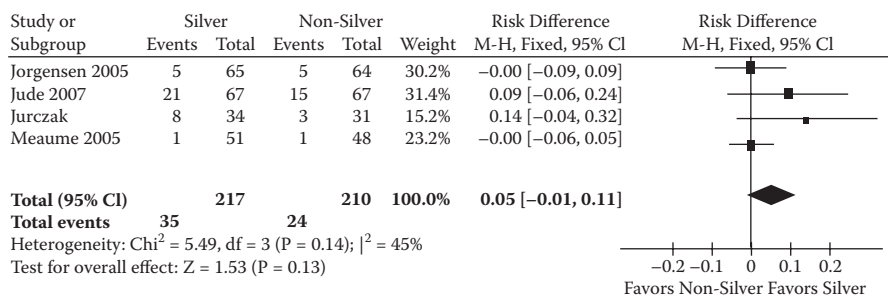 Study or Silver Non-Silver Risk Difference Risk Difference
Subgroup Events Total Events Total Weight M-H, Fixed, 95% Cl M-H, Fixed, 95% Cl
Jorgensen 2005 5 65 5 64 30.2% −0.00 [−0.09, 0.09]
Jude 2007 21 67 15 67 31.4% 0.09 [−0.06, 0.24]
Jurczak 8 34 3 31 15.2% 0.14 [−0.04, 0.32]
Meaume 2005 1 51 1 48 23.2% −0.00 [−0.06, 0.05]
Total (95% Cl) 217 210 100.0% 0.05 [−0.01, 0.11]
Total events 35 24
Heterogeneity: Chi² = 5.49, df = 3 (P = 0.14); |² = 45%
Test for overall effect: Z = 1.53 (P = 0.13)
−0.2 −0.1 0 0.1 0.2
Favors Non-Silver Favors Silver